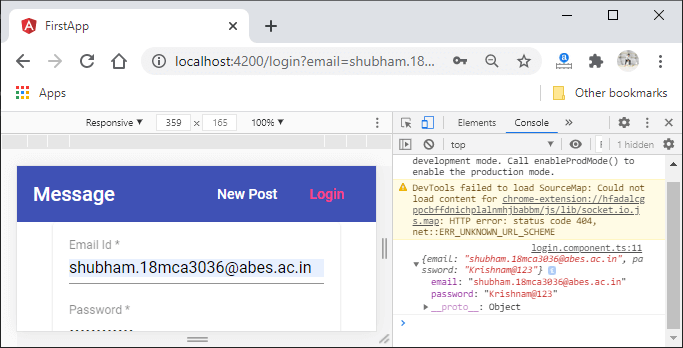 FirstApp
localhost:4200/login?email=shubham.18...
Apps
Other bookmarks
Responsive ▼ 359 × 165 100% ▼
Elements Console »
top ▼ 1 hidden
Message New Post Login
Email Id *
shubham.18mca3036@abes.ac.in
Password *
development mode. Call enableProdMode() to
enable the production mode.
DevTools failed to load SourceMap: Could not
load content for chrome-extension://hfadalcg
ppcbffdnichplalnmhjbabbm/js/lib/socket.io.j
s.map: HTTP error: status code 404,
net::ERR_UNKNOWN_URL_SCHEME
login.component.ts:11
{email: "shubham.18mca3036@abes.ac.in", pa
ssword: "Krishnam@123"}
email: "shubham.18mca3036@abes.ac.in"
password: "Krishnam@123"
__proto__: Object